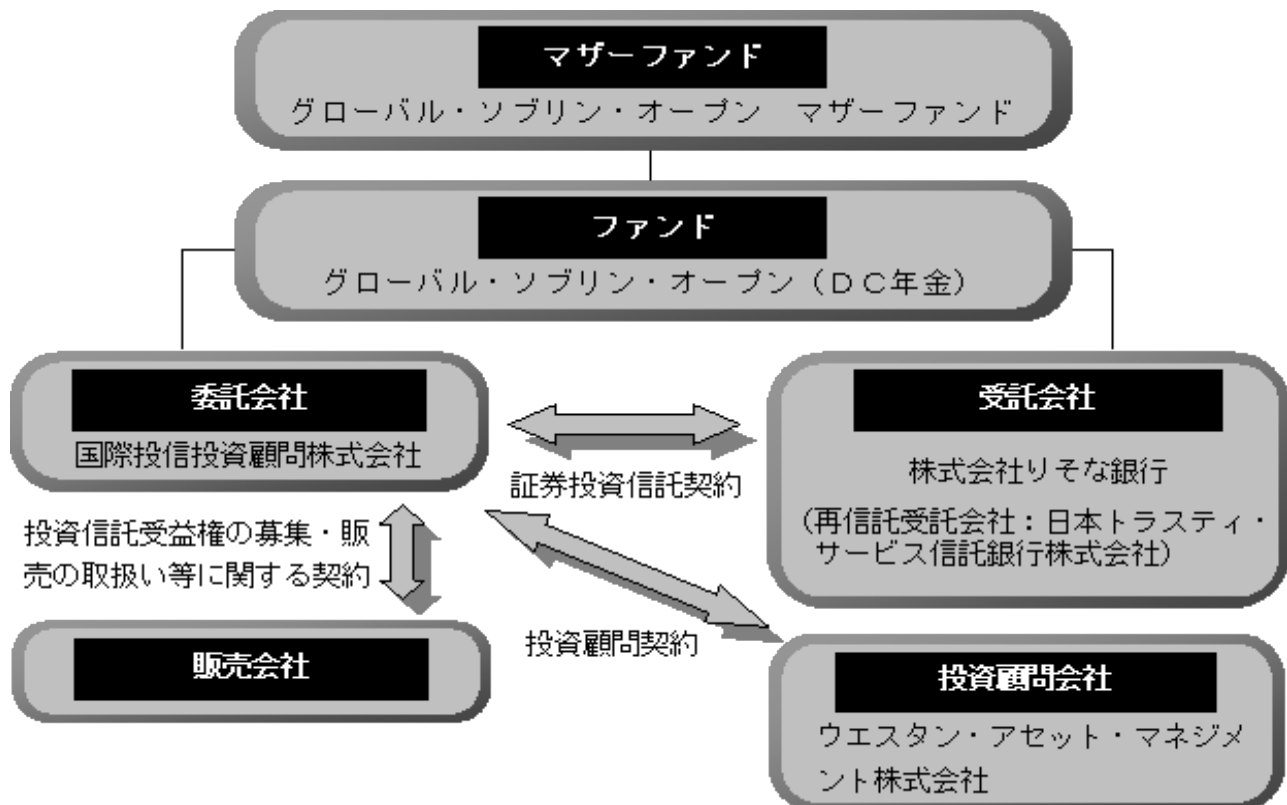 マザーファンド
グローバル・ソブリン・オープン　マザーファンド
ファンド
グローバル・ソブリン・オープン（ＤＣ年金）
委託会社
国際投信投資顧問株式会社
受託会社
株式会社りそな銀行
（再信託受託会社：日本トラスティ・
サービス信託銀行株式会社）
証券投資信託契約
投資信託受益権の募集・販
売の取扱い等に関する契約
投資顧問契約
販売会社
投資顧問会社
ウエスタン・アセット・マネジメ
ント株式会社